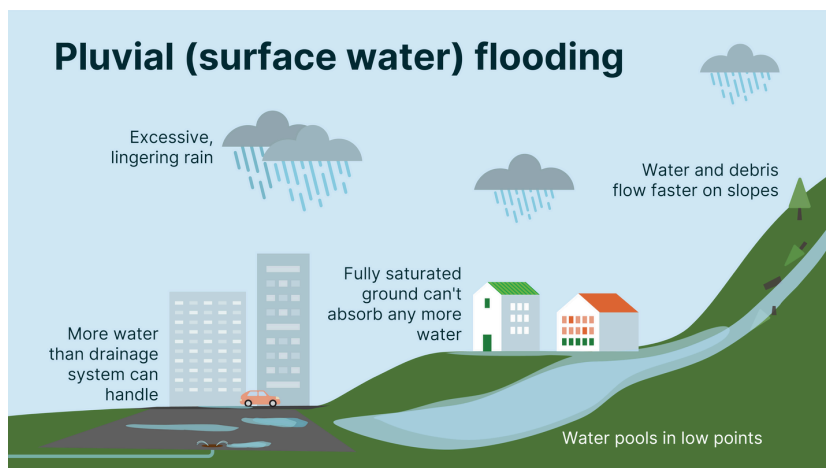 Pluvial (surface water) flooding
Excessive,
lingering rain
Water and debris
flow faster on slopes
Fully saturated
ground can't
absorb any more
water
More water
than drainage
system can
handle
Water pools in low points